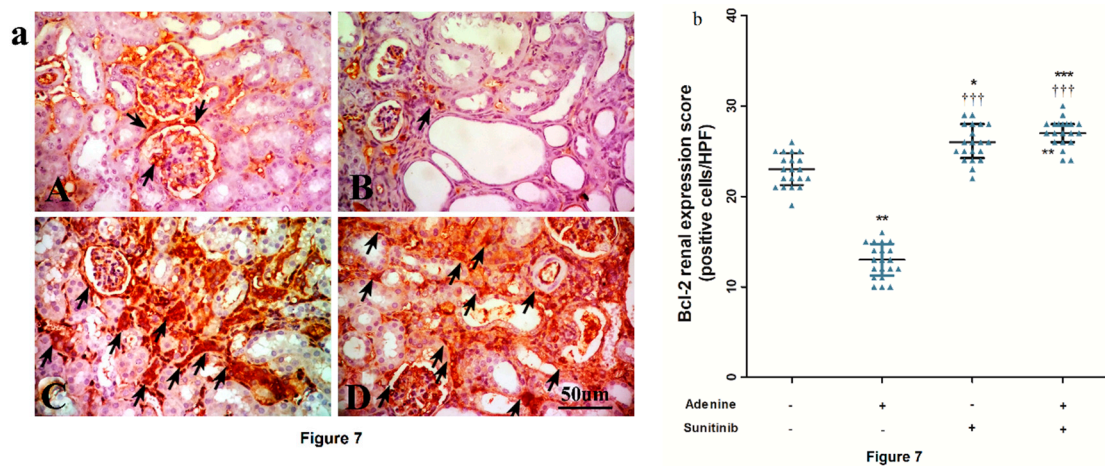 a
A
B
C
D
50um
Figure 7
b
Bcl-2 renal expression score
(positive cells/HPF)
40
30
20
10
0
**
*
†††
***
†††
**
Adenine - + - +
Sunitinib - - + +
Figure 7